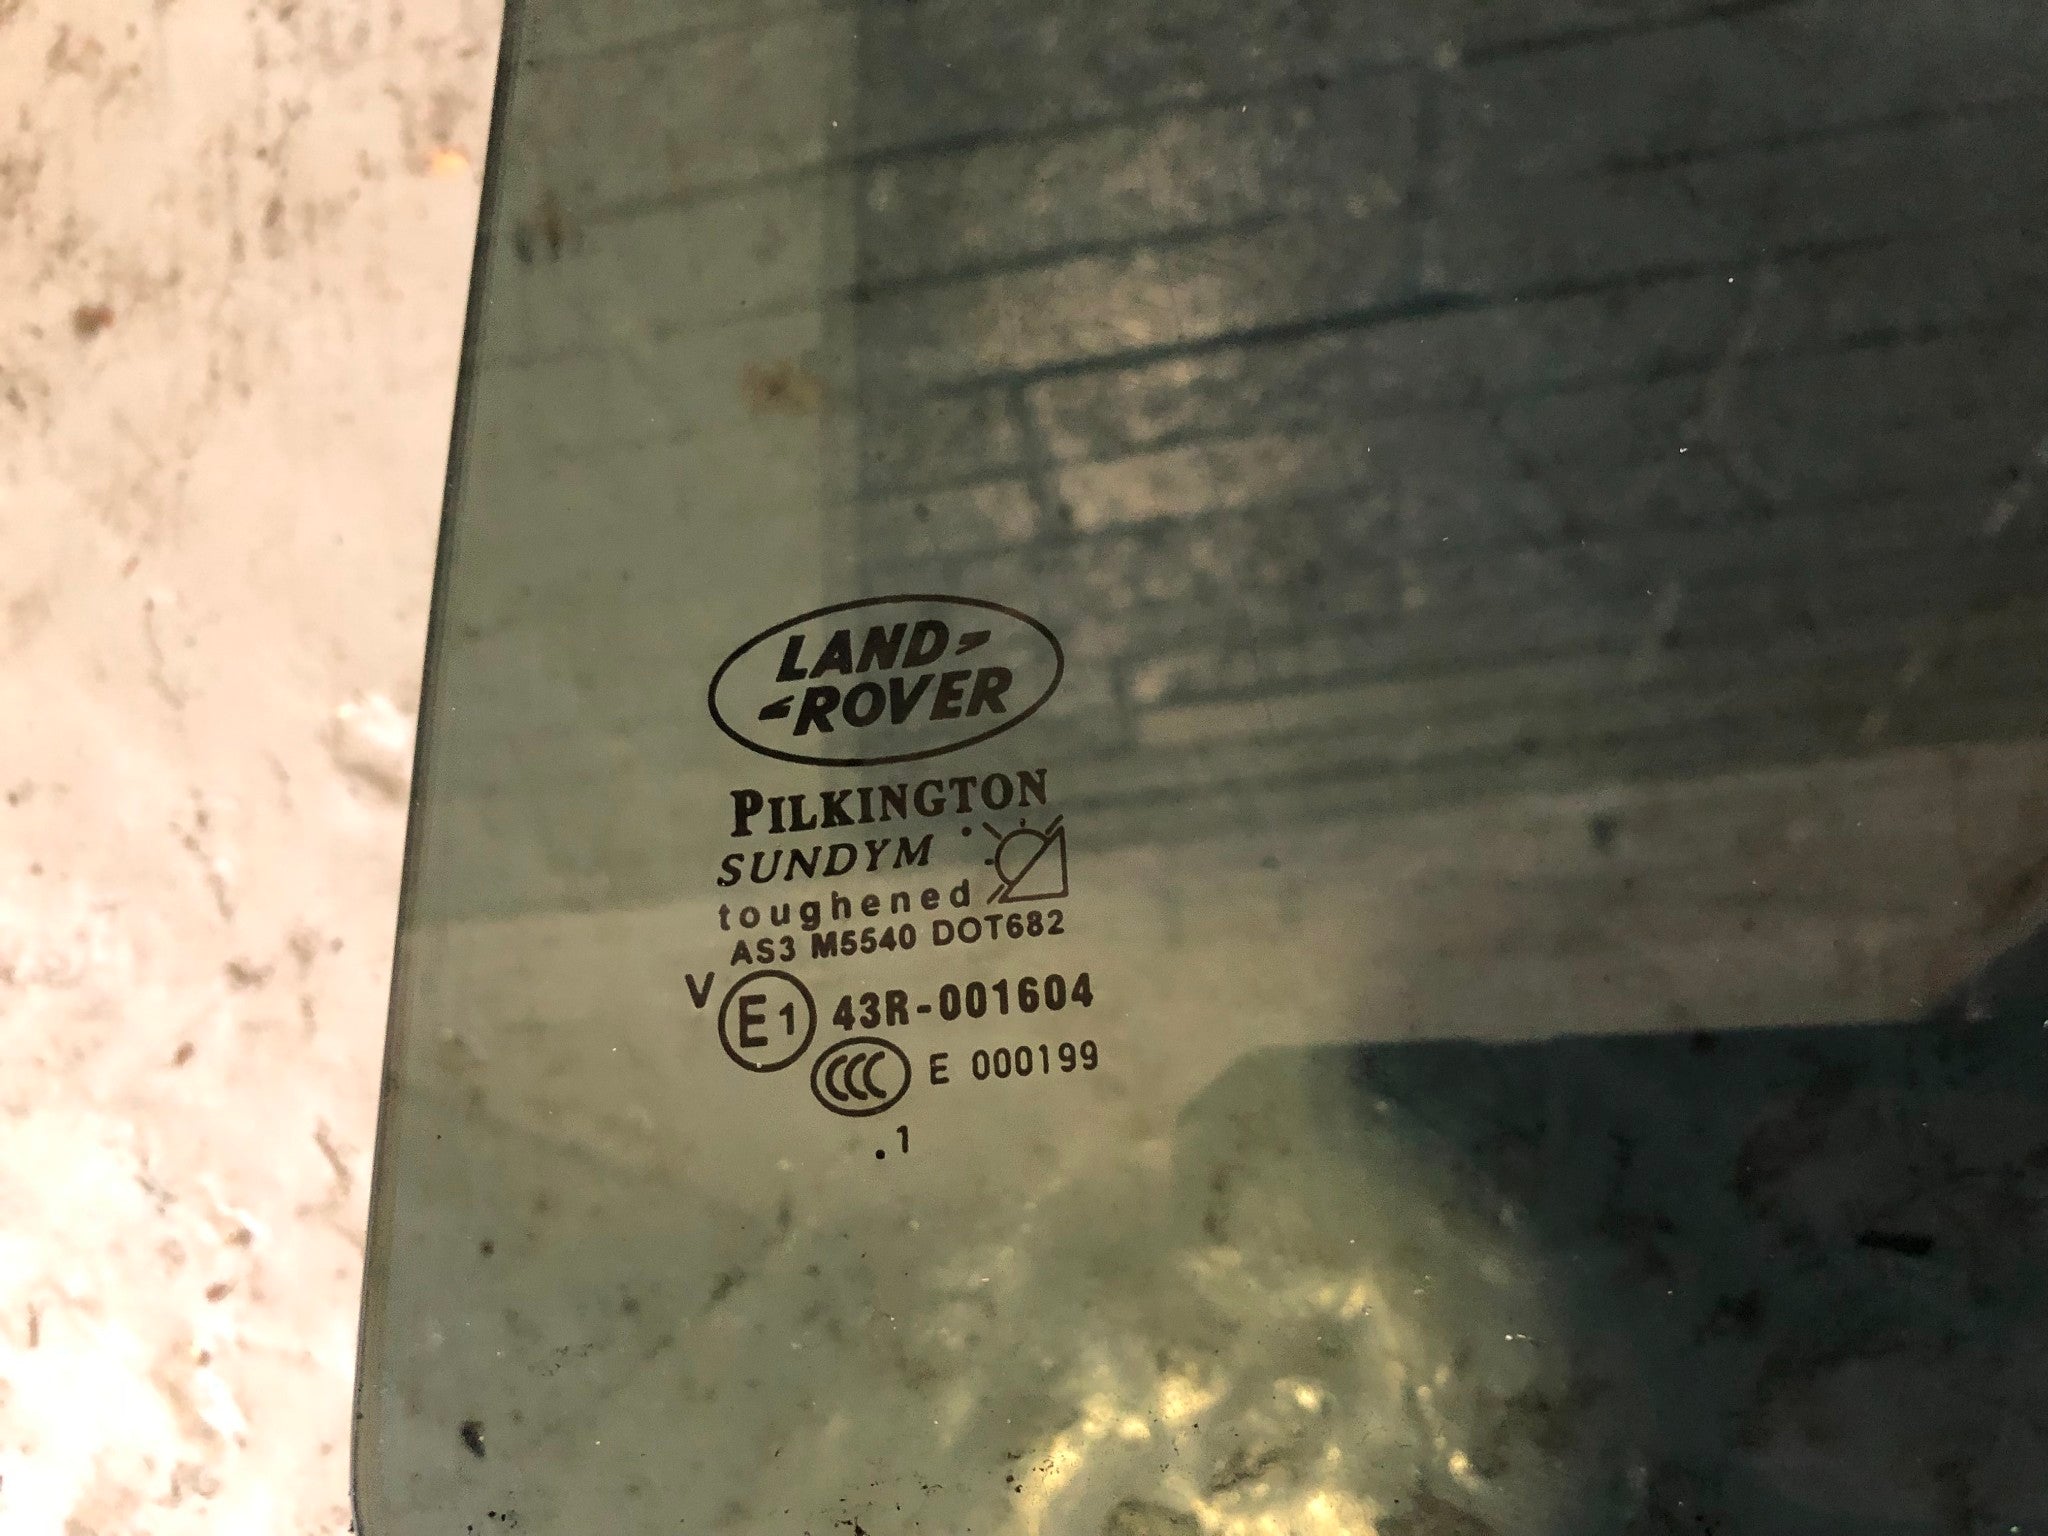 LAND
ROVER
PILKINGTON
SUNDYM
toughened
AS3 M5540 DOT682
V E1 43R-001604
CCC E 000199
.1